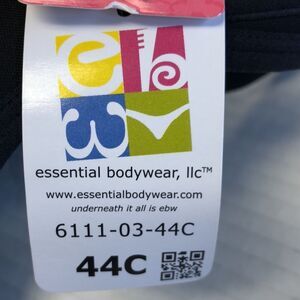 essential bodywear, llc™
www.essentialbodywear.com
underneath it all is ebw
6111-03-44C
44C